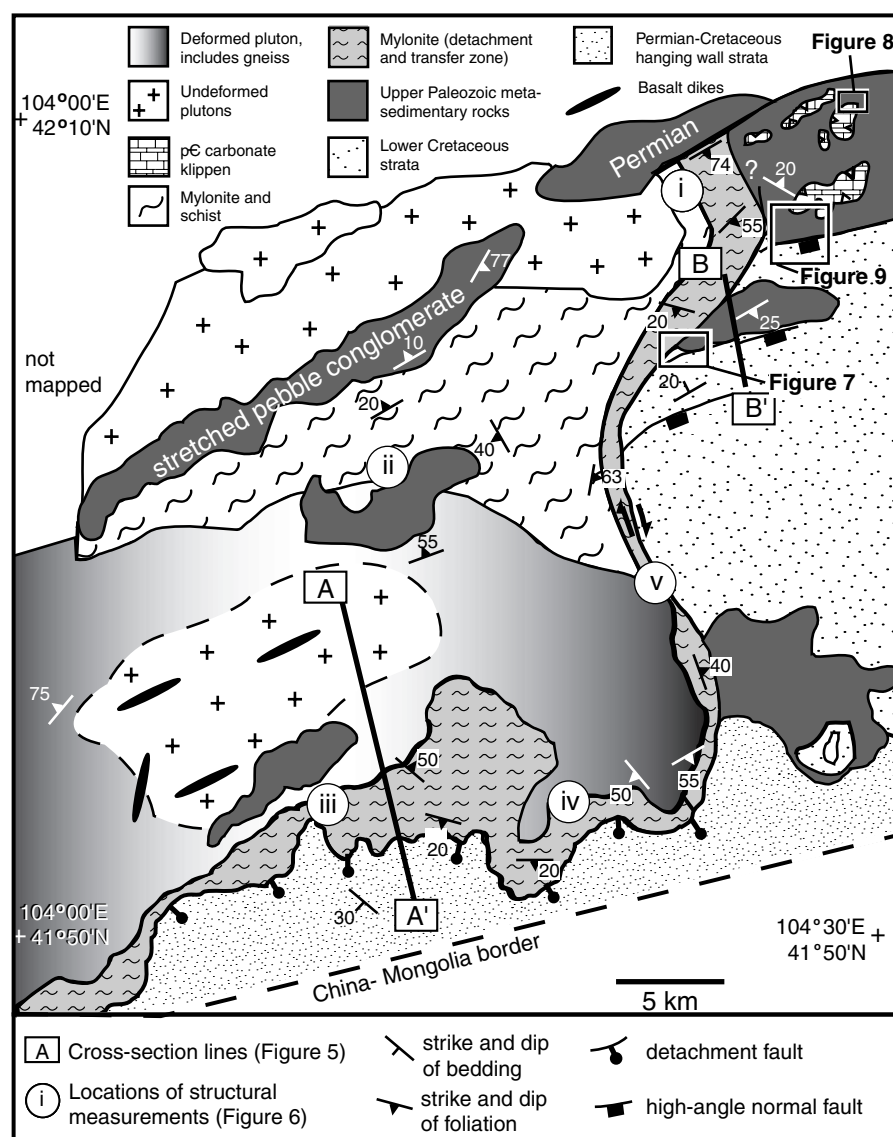 Deformed pluton,
includes gneiss
Undeformed
plutons
p-Є carbonate
klippen
Mylonite and
schist
Mylonite (detachment
and transfer zone)
Upper Paleozoic meta-
sedimentary rocks
Lower Cretaceous
strata
Permian-Cretaceous
hanging wall strata
Basalt dikes
Figure 8
104°00'E
42°10'N
Permian
74
?
20
i
55
77
B
Figure 9
stretched pebble conglomerate
20
25
10
not
mapped
Figure 7
20
20
B'
40
ii
63
55
A
v
75
40
50
iii
iv
50
55
20
20
104°00'E
41°50'N
30
A'
104°30'E
41°50'N
China- Mongolia border
5 km
A Cross-section lines (Figure 5)
i Locations of structural
measurements (Figure 6)
strike and dip
of bedding
strike and dip
of foliation
detachment fault
high-angle normal fault